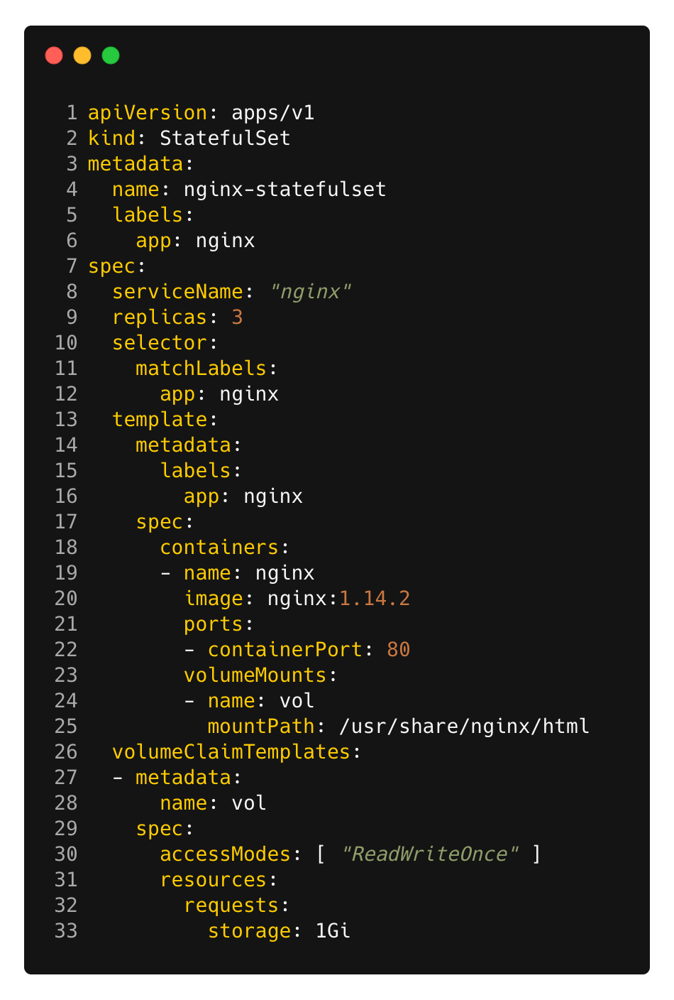 1 apiVersion: apps/v1
2 kind: StatefulSet
3 metadata:
4   name: nginx-statefulset
5   labels:
6     app: nginx
7 spec:
8   serviceName: "nginx"
9   replicas: 3
10   selector:
11     matchLabels:
12       app: nginx
13   template:
14     metadata:
15       labels:
16         app: nginx
17     spec:
18       containers:
19       - name: nginx
20         image: nginx:1.14.2
21         ports:
22         - containerPort: 80
23         volumeMounts:
24         - name: vol
25           mountPath: /usr/share/nginx/html
26   volumeClaimTemplates:
27   - metadata:
28       name: vol
29     spec:
30       accessModes: [ "ReadWriteOnce" ]
31       resources:
32         requests:
33           storage: 1Gi